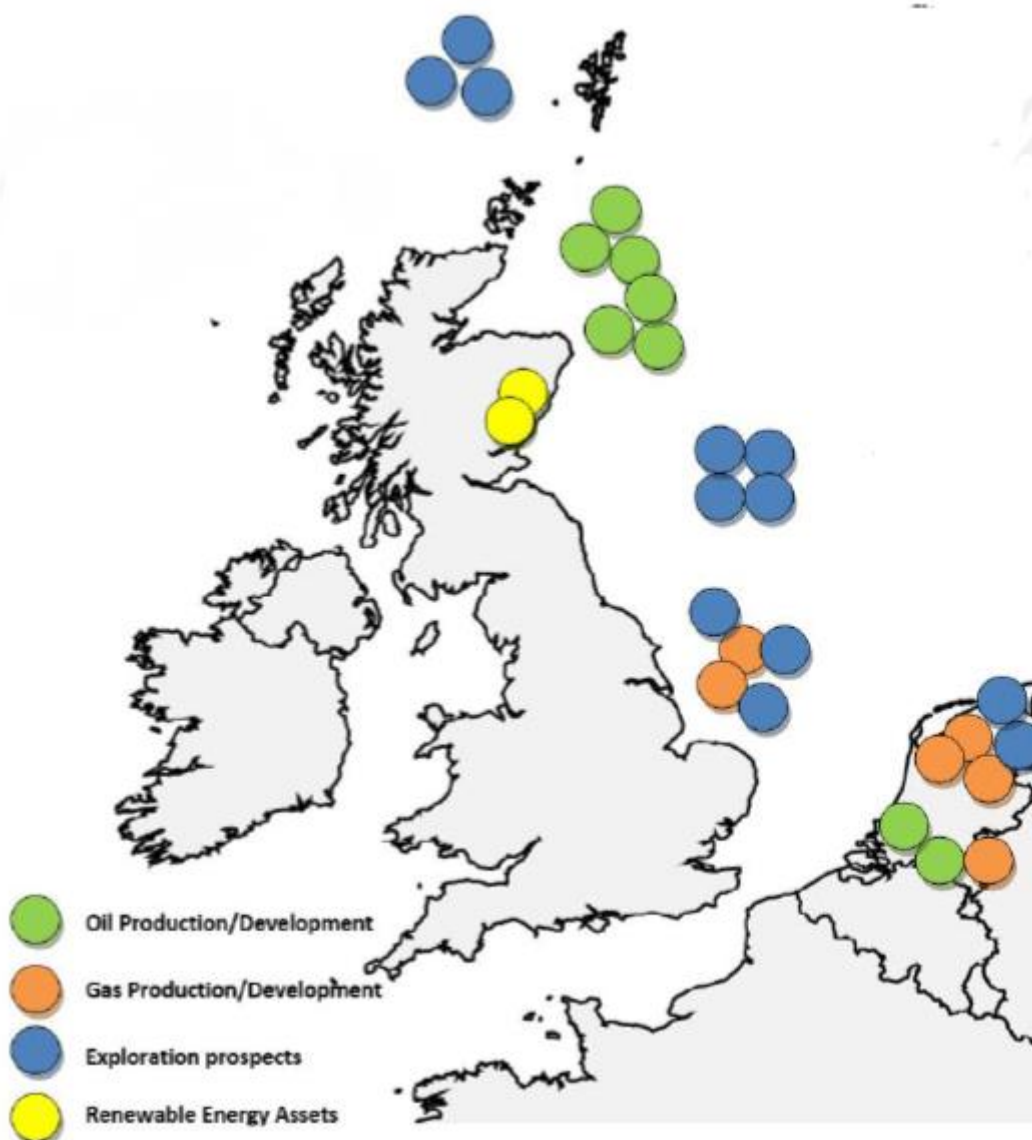 Oil Production/Development
Gas Production/Development
Exploration prospects
Renewable Energy Assets